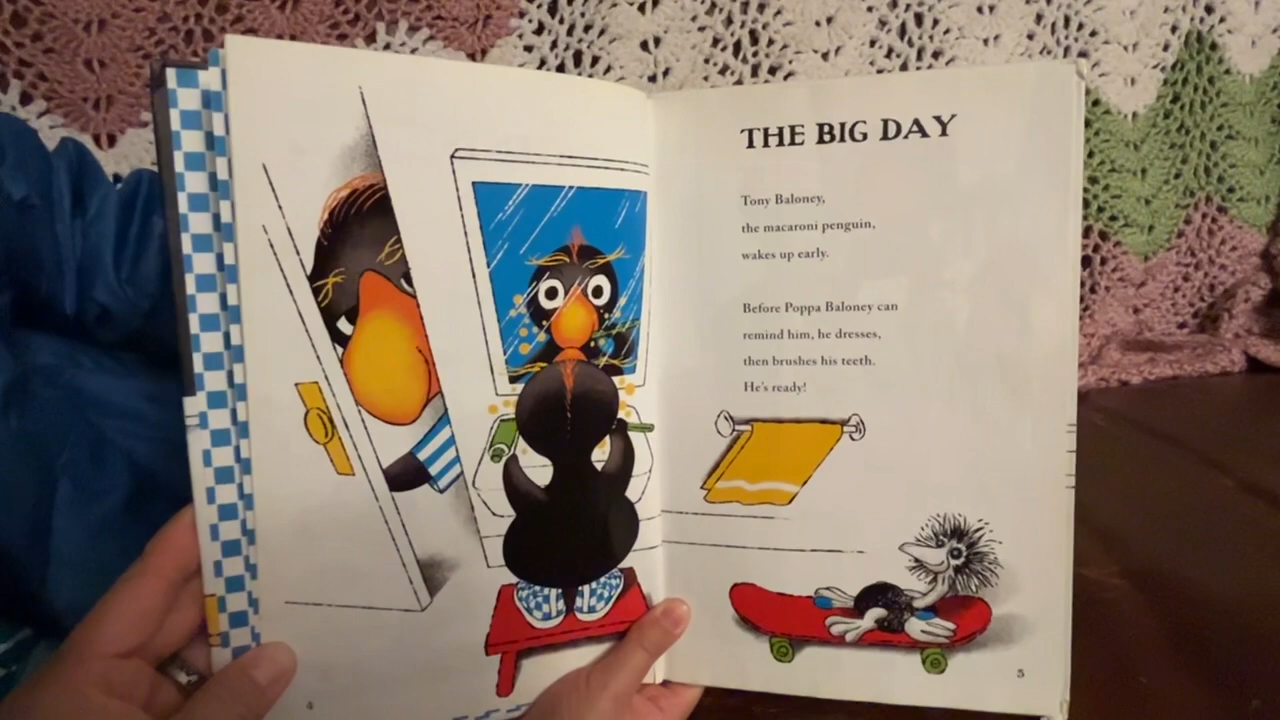 THE BIG DAY
Tony Baloney,
the macaroni penguin,
wakes up early.
Before Poppa Baloney can
remind him, he dresses,
then brushes his teeth.
He's ready!
4
5